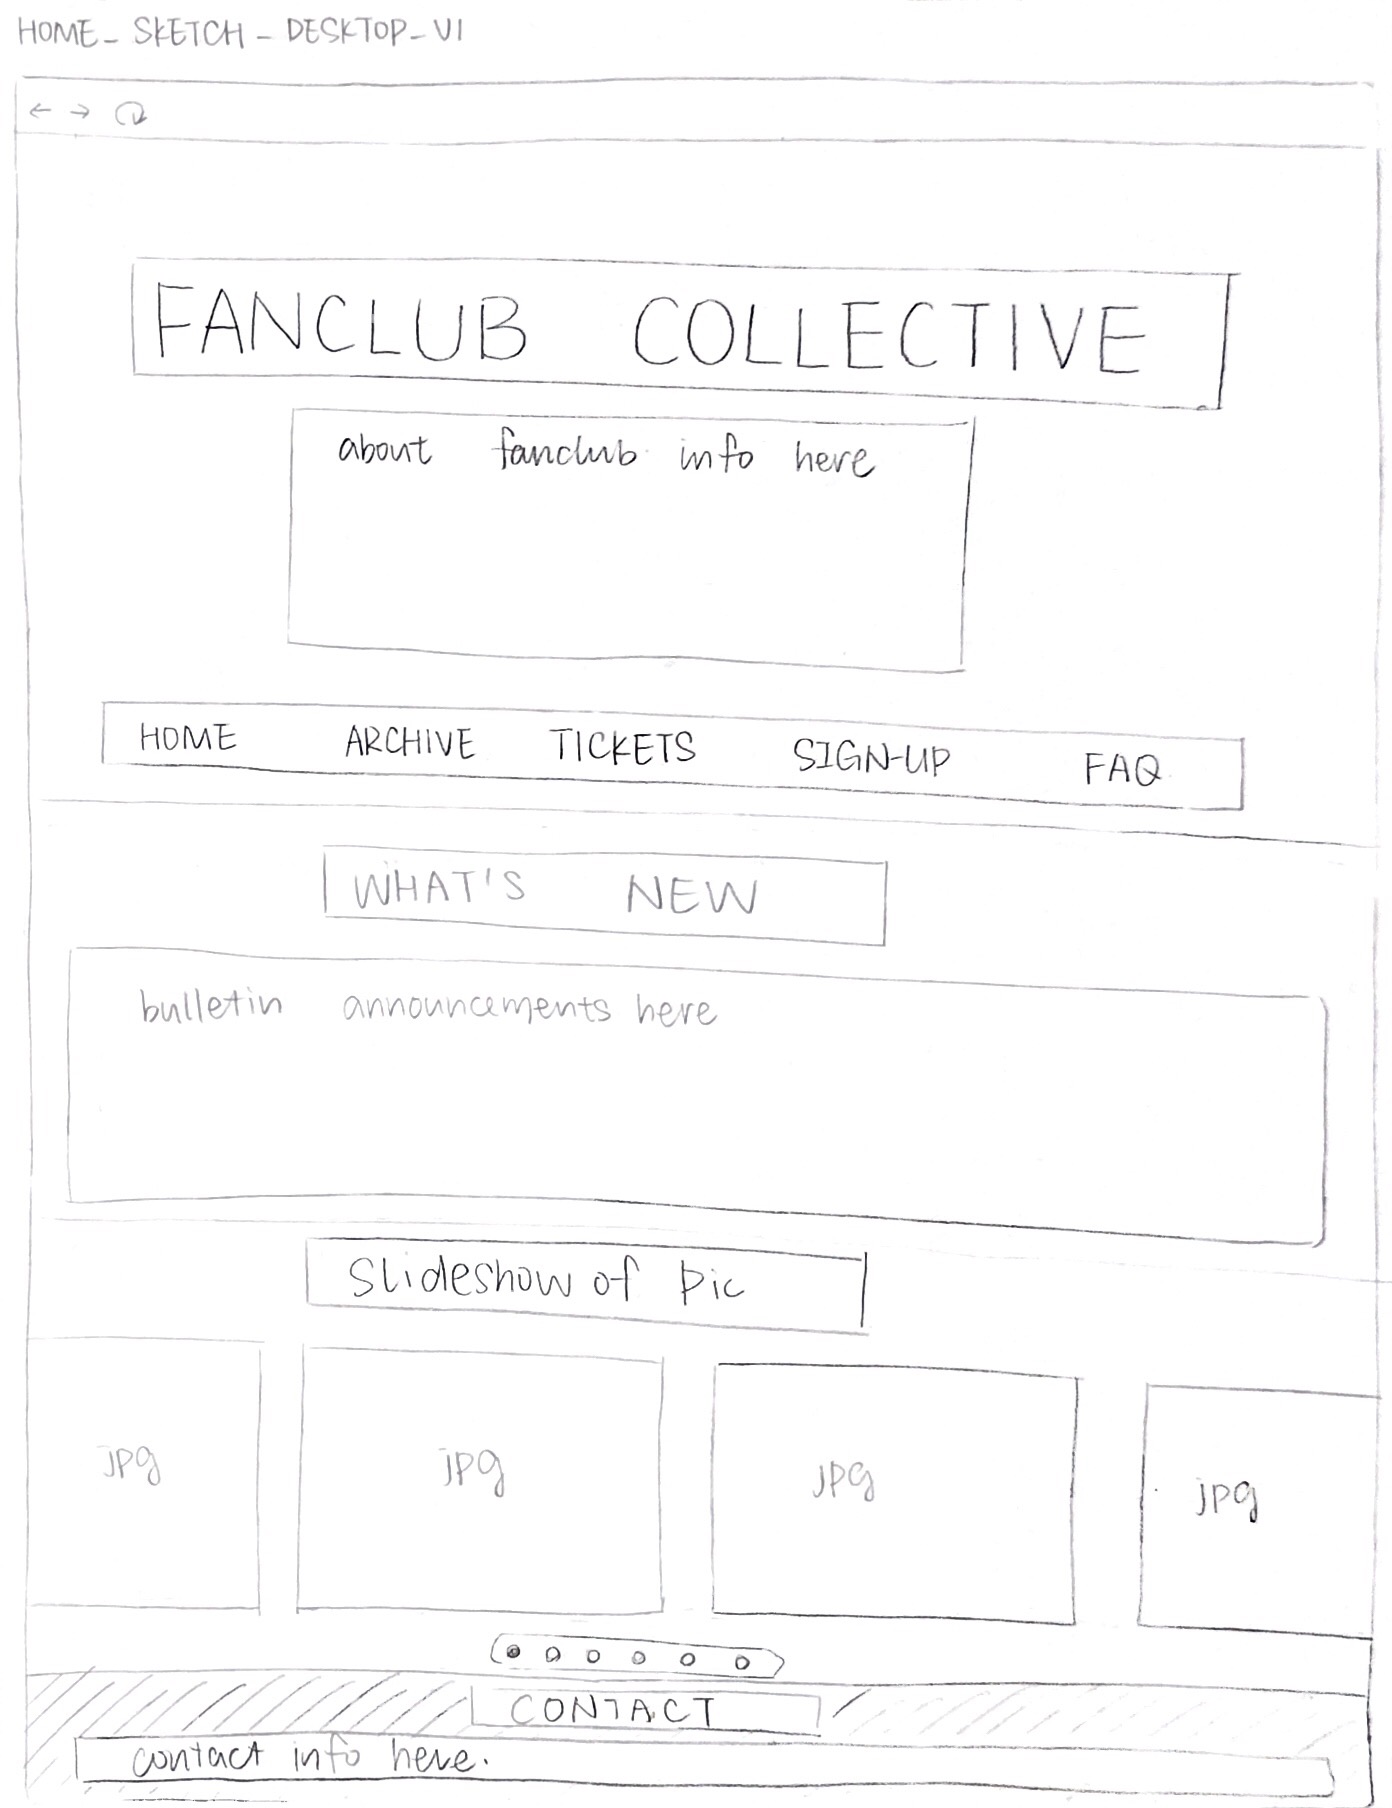 HOME_SKETCH_DESKTOP_V1
FANCLUB COLLECTIVE
about fanclub info here
HOME ARCHIVE TICKETS SIGN-UP FAQ
WHAT'S NEW
bulletin announcements here
Slideshow of pic
jpg jpg jpg jpg
CONTACT
contact info here.